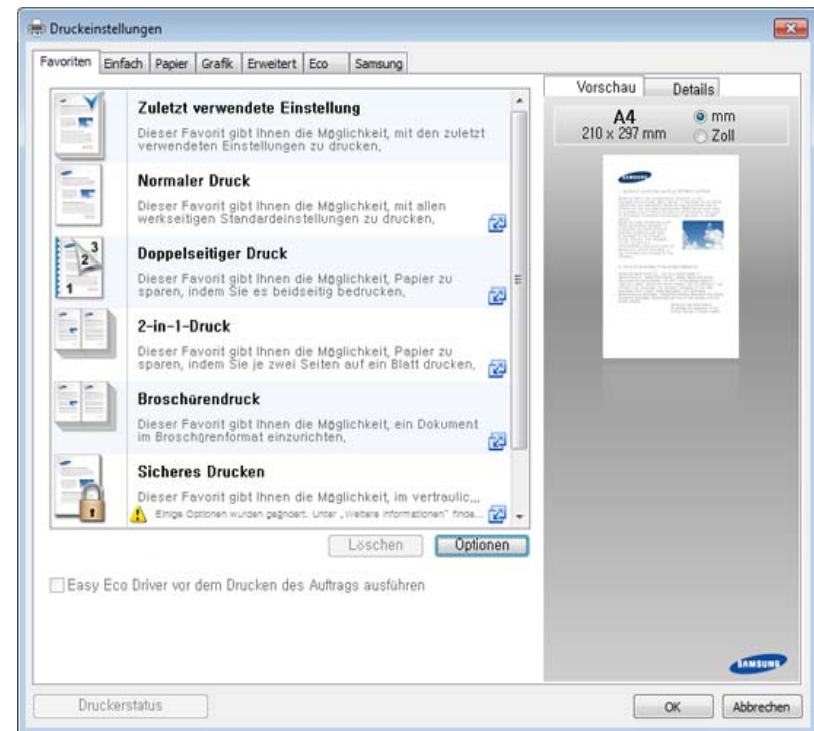 Druckeinstellungen
Favoriten Einfach Papier Grafik Erweitert Eco Samsung
Zuletzt verwendete Einstellung
Dieser Favorit gibt Ihnen die Möglichkeit, mit den zuletzt
verwendeten Einstellungen zu drucken.
Normaler Druck
Dieser Favorit gibt Ihnen die Möglichkeit, mit allen
werkseitigen Standardeinstellungen zu drucken.
Doppelseitiger Druck
Dieser Favorit gibt Ihnen die Möglichkeit, Papier zu
sparen, indem Sie es beidseitig bedrucken.
2-in-1-Druck
Dieser Favorit gibt Ihnen die Möglichkeit, Papier zu
sparen, indem Sie je zwei Seiten auf ein Blatt drucken.
Broschürendruck
Dieser Favorit gibt Ihnen die Möglichkeit, ein Dokument
im Broschürenformat einzurichten.
Sicheres Drucken
Dieser Favorit gibt Ihnen die Möglichkeit, im vertraulic...
Einige Optionen wurden geändert. Unter „Weitere Informationen" finde...
1 2 3
Löschen Optionen
Easy Eco Driver vor dem Drucken des Auftrags ausführen
Druckerstatus
Vorschau Details
A4
210 x 297 mm
mm
Zoll
SAMSUNG
SAMSUNG
OK Abbrechen